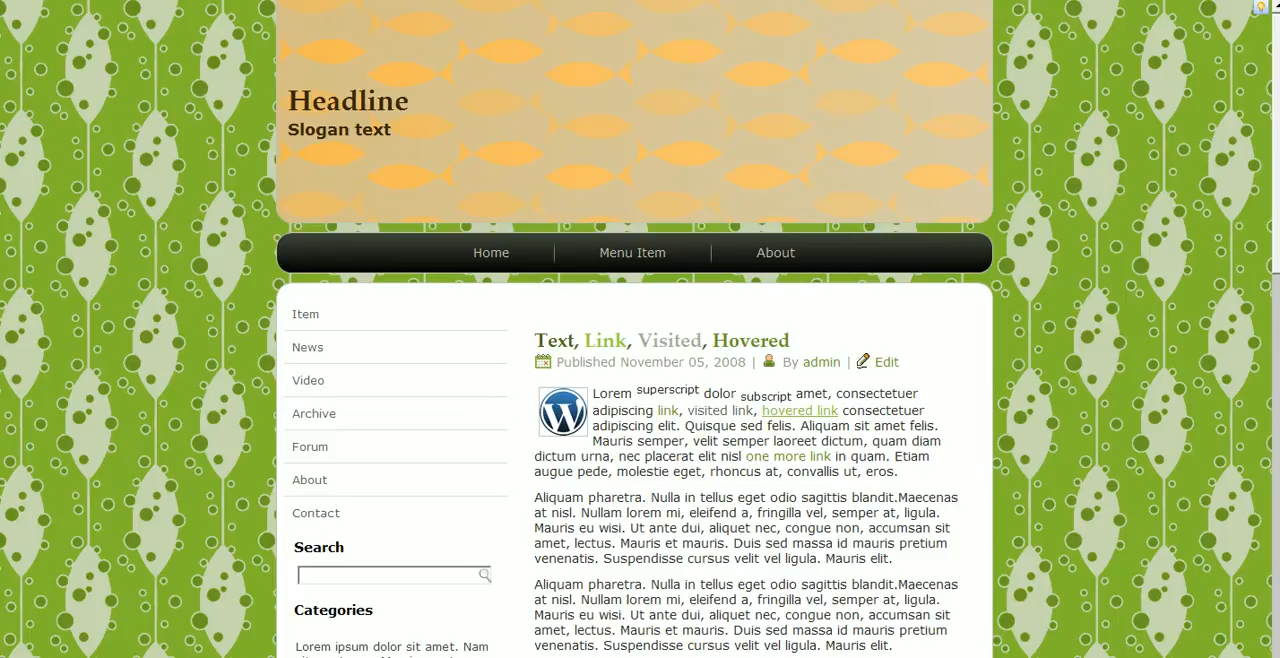 Headline
Slogan text
Home
Menu Item
About
Item
News
Video
Archive
Forum
About
Contact
Search
Categories
Lorem ipsum dolor sit amet. Nam
Text, Link, Visited, Hovered
Published November 05, 2008 | By admin | Edit
Lorem superscript dolor subscript amet, consectetuer
adipiscing link, visited link, hovered link consectetuer
adipiscing elit. Quisque sed felis. Aliquam sit amet felis.
Mauris semper, velit semper laoreet dictum, quam diam
dictum urna, nec placerat elit nisl one more link in quam. Etiam
augue pede, molestie eget, rhoncus at, convallis ut, eros.
Aliquam pharetra. Nulla in tellus eget odio sagittis blandit.Maecenas
at nisl. Nullam lorem mi, eleifend a, fringilla vel, semper at, ligula.
Mauris eu wisi. Ut ante dui, aliquet nec, congue non, accumsan sit
amet, lectus. Mauris et mauris. Duis sed massa id mauris pretium
venenatis. Suspendisse cursus velit vel ligula. Mauris elit.
Aliquam pharetra. Nulla in tellus eget odio sagittis blandit.Maecenas
at nisl. Nullam lorem mi, eleifend a, fringilla vel, semper at, ligula.
Mauris eu wisi. Ut ante dui, aliquet nec, congue non, accumsan sit
amet, lectus. Mauris et mauris. Duis sed massa id mauris pretium
venenatis. Suspendisse cursus velit vel ligula. Mauris elit.